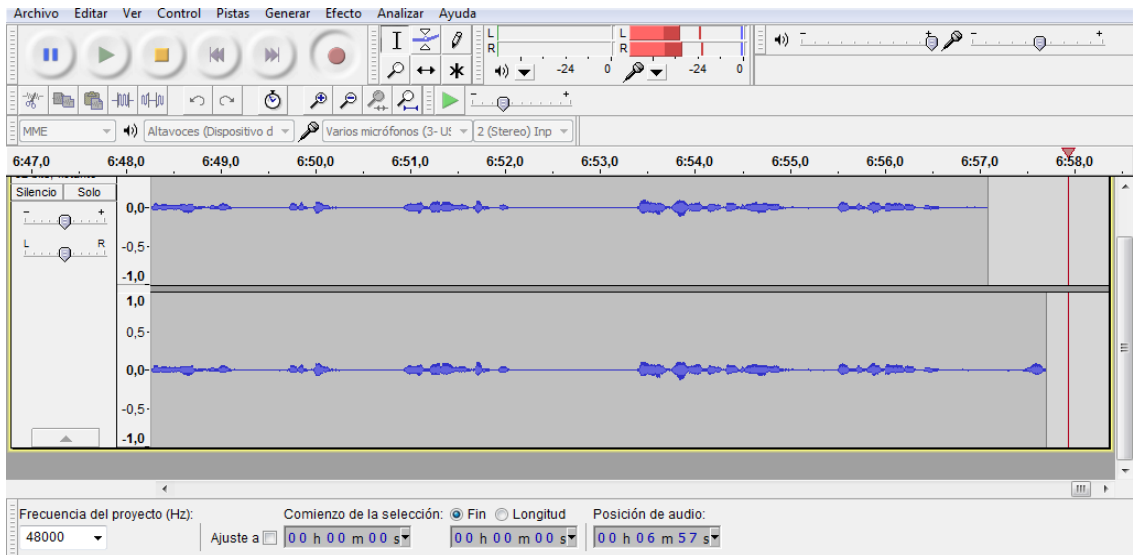 Archivo Editar Ver Control Pistas Generar Efecto Analizar Ayuda
L L
R R
-24 0 -24 0
MME Altavoces (Dispositivo d Varios micrófonos (3- US 2 (Stereo) Inp
6:47,0 6:48,0 6:49,0 6:50,0 6:51,0 6:52,0 6:53,0 6:54,0 6:55,0 6:56,0 6:57,0 6:58,0
Silencio Solo
- +
L R
0,0
-0,5
-1,0
1,0
0,5
0,0
-0,5
-1,0
Frecuencia del proyecto (Hz): Comienzo de la selección: Fin Longitud Posición de audio:
48000 Ajuste a 00 h 00 m 00 s 00 h 00 m 00 s 00 h 06 m 57 s